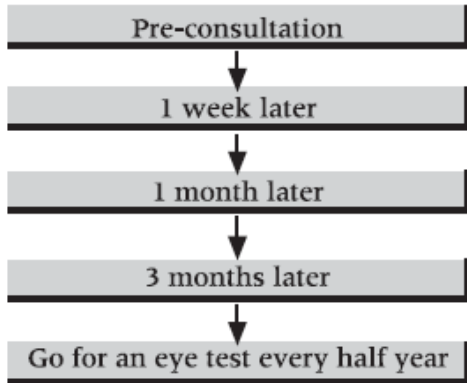 Pre-consultation
1 week later
1 month later
3 months later
Go for an eye test every half year